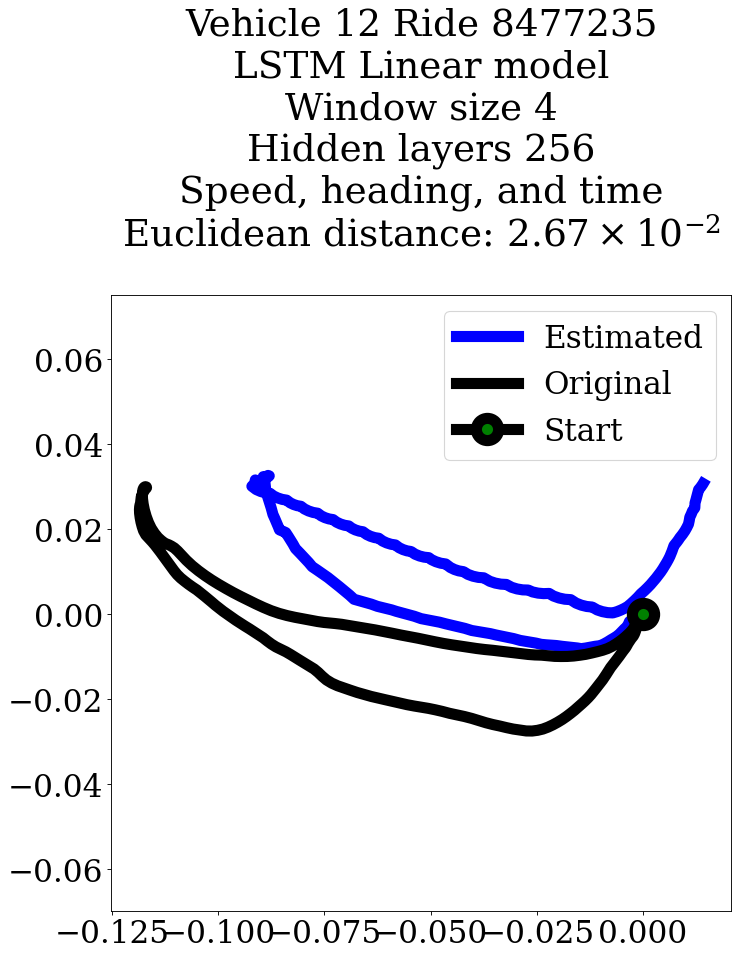 Vehicle 12 Ride 8477235
LSTM Linear model
Window size 4
Hidden layers 256
Speed, heading, and time
Euclidean distance: 2.67 × 10⁻²
Estimated
Original
Start
0.06
0.04
0.02
0.00
−0.02
−0.04
−0.06
−0.125 −0.100 −0.075 −0.050 −0.025 0.000